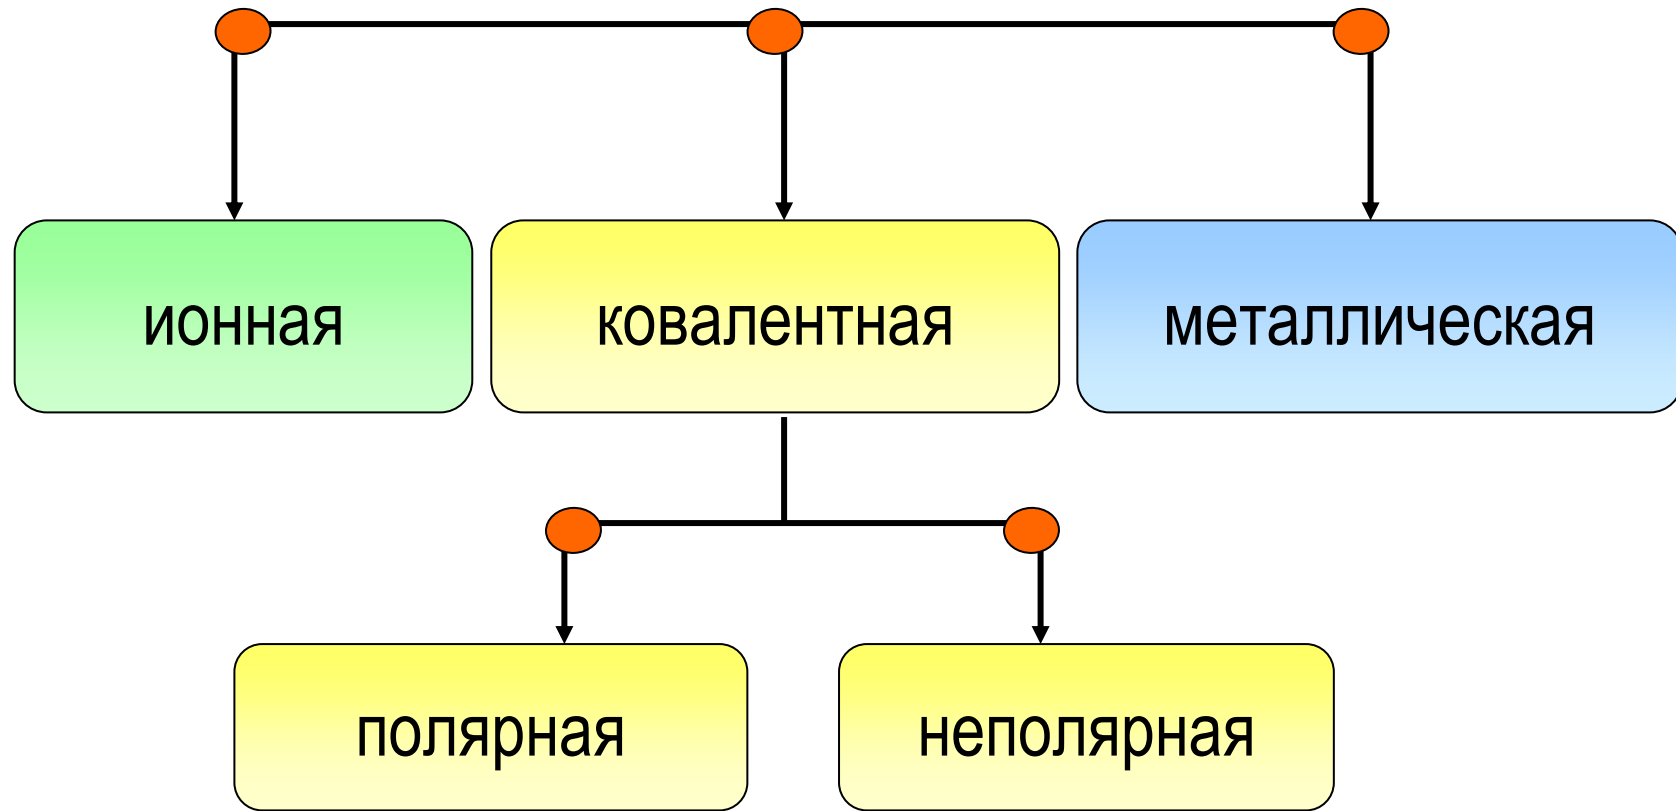 ионная
ковалентная
металлическая
полярная
неполярная